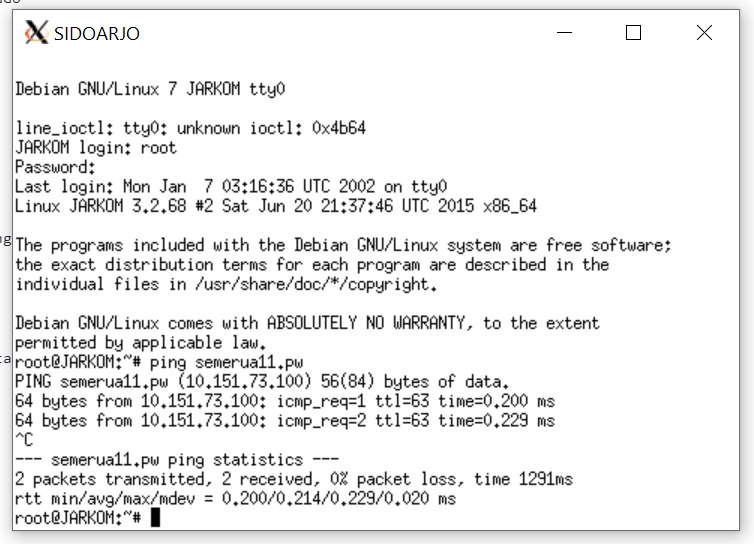 SIDOARJO
Debian GNU/Linux 7 JARKOM tty0
line_ioctl: tty0: unknown ioctl: 0x4b64
JARKOM login: root
Password:
Last login: Mon Jan  7 03:16:36 UTC 2002 on tty0
Linux JARKOM 3.2.68 #2 Sat Jun 20 21:37:46 UTC 2015 x86_64
The programs included with the Debian GNU/Linux system are free software;
the exact distribution terms for each program are described in the
individual files in /usr/share/doc/*/copyright.
Debian GNU/Linux comes with ABSOLUTELY NO WARRANTY, to the extent
permitted by applicable law.
root@JARKOM:~# ping semerua11.pw
PING semerua11.pw (10.151.73.100) 56(84) bytes of data.
64 bytes from 10.151.73.100: icmp_req=1 ttl=63 time=0.200 ms
64 bytes from 10.151.73.100: icmp_req=2 ttl=63 time=0.229 ms
^C
--- semerua11.pw ping statistics ---
2 packets transmitted, 2 received, 0% packet loss, time 1291ms
rtt min/avg/max/mdev = 0.200/0.214/0.229/0.020 ms
root@JARKOM:~#